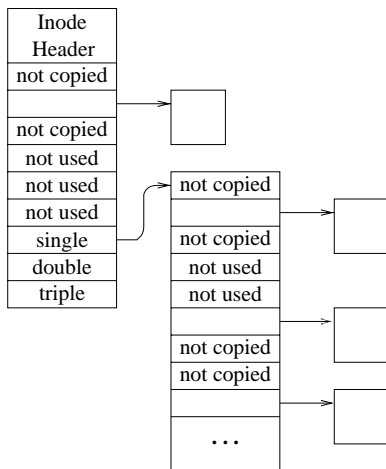 Inode
Header
not copied
not copied
not used
not used
not used
single
double
triple
not copied
not copied
not used
not used
not copied
not copied
...